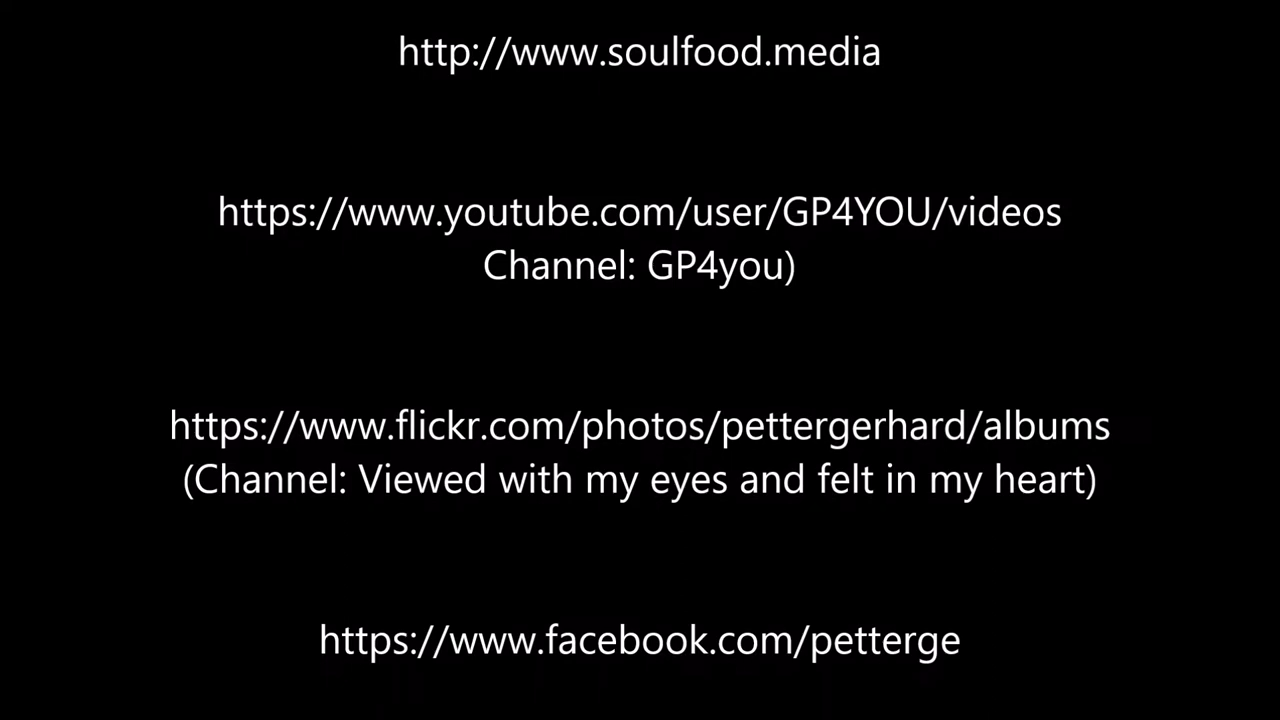 http://www.soulfood.media
https://www.youtube.com/user/GP4YOU/videos
Channel: GP4you)
https://www.flickr.com/photos/pettergerhard/albums
(Channel: Viewed with my eyes and felt in my heart)
https://www.facebook.com/petterge